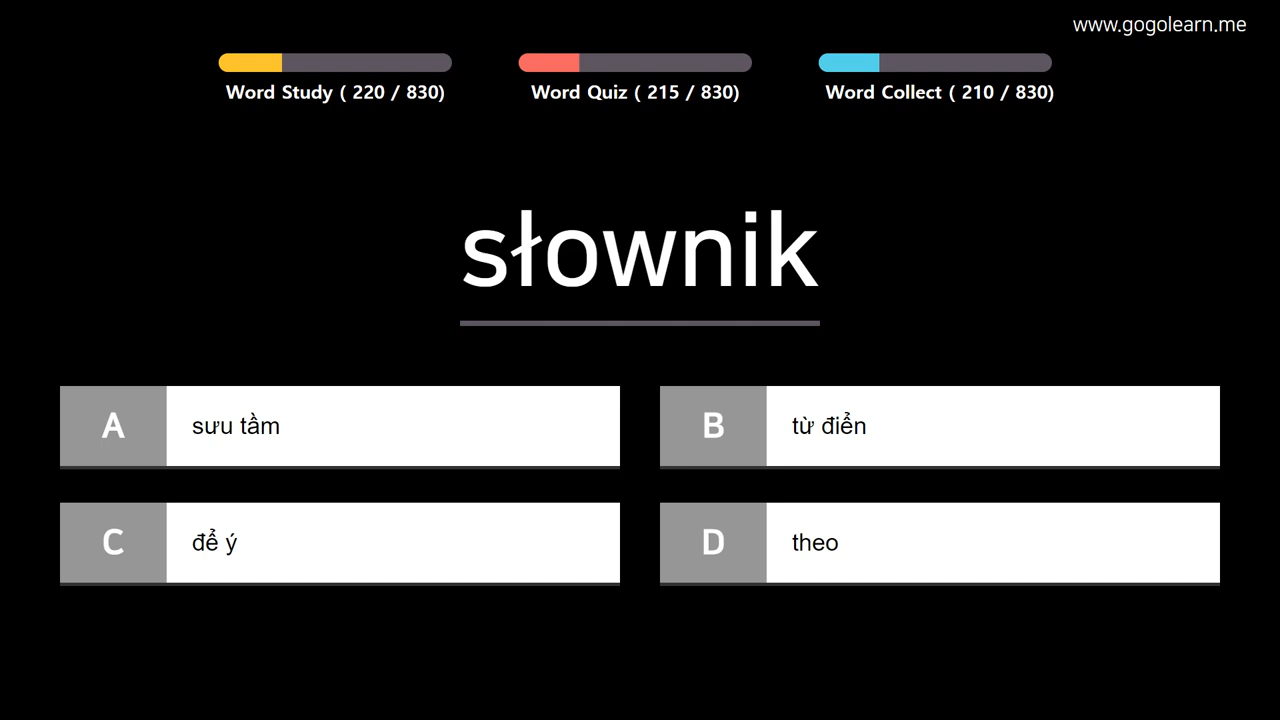 www.gogolearn.me
Word Study ( 220 / 830)
Word Quiz ( 215 / 830)
Word Collect ( 210 / 830)
słownik
A sưu tầm
B từ điển
C để ý
D theo